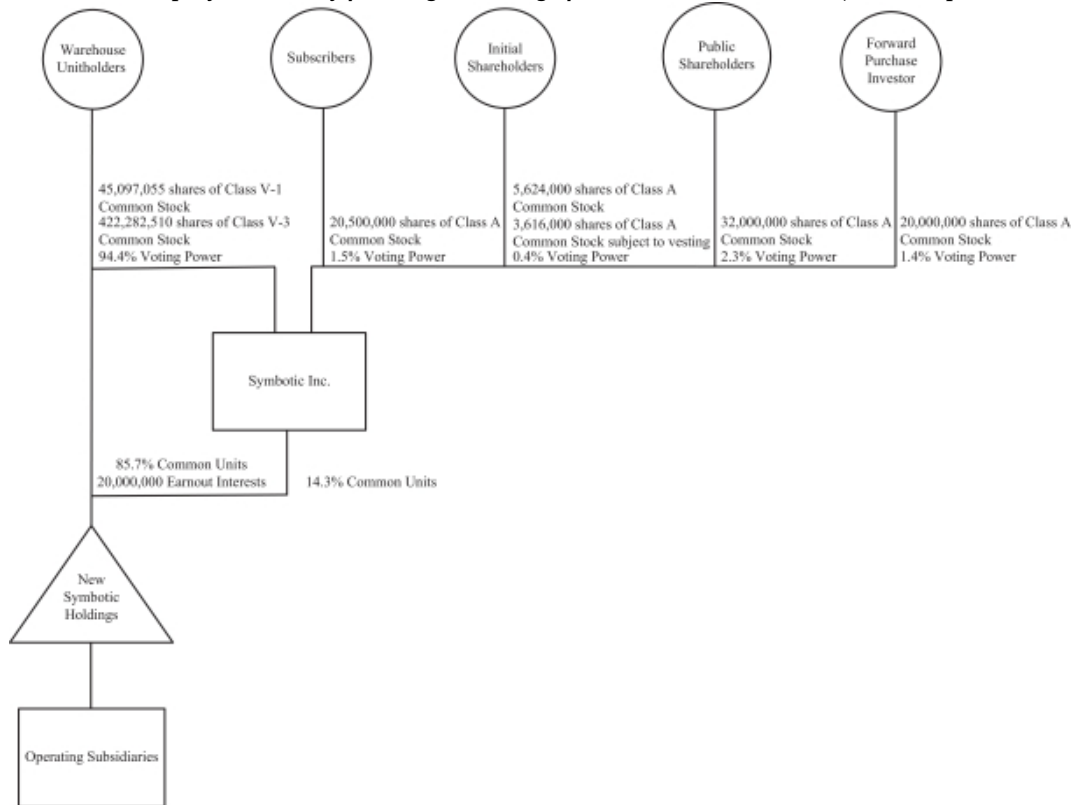 Warehouse
Unitholders
Subscribers
Initial
Shareholders
Public
Shareholders
Forward
Purchase
Investor
45,097,055 shares of Class V-1
Common Stock
422,282,510 shares of Class V-3
Common Stock
94.4% Voting Power
20,500,000 shares of Class A
Common Stock
1.5% Voting Power
5,624,000 shares of Class A
Common Stock
3,616,000 shares of Class A
Common Stock subject to vesting
0.4% Voting Power
32,000,000 shares of Class A
Common Stock
2.3% Voting Power
20,000,000 shares of Class A
Common Stock
1.4% Voting Power
Symbotic Inc.
85.7% Common Units
20,000,000 Earnout Interests
14.3% Common Units
New
Symbotic
Holdings
Operating Subsidiaries